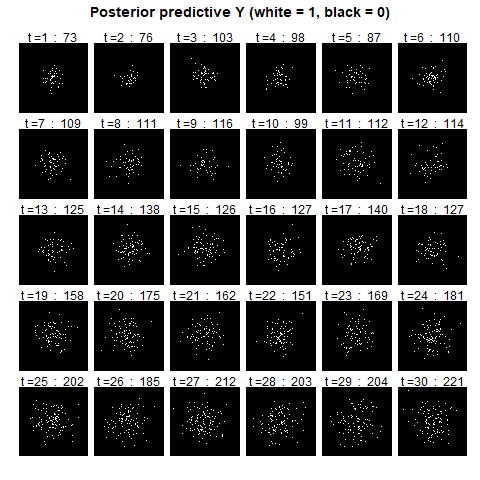 Posterior predictive Y (white = 1, black = 0)
t=1 : 73 t=2 : 76 t=3 : 103 t=4 : 98 t=5 : 87 t=6 : 110
t=7 : 109 t=8 : 111 t=9 : 116 t=10 : 99 t=11 : 112 t=12 : 114
t=13 : 125 t=14 : 138 t=15 : 126 t=16 : 127 t=17 : 140 t=18 : 127
t=19 : 158 t=20 : 175 t=21 : 162 t=22 : 151 t=23 : 169 t=24 : 181
t=25 : 202 t=26 : 185 t=27 : 212 t=28 : 203 t=29 : 204 t=30 : 221